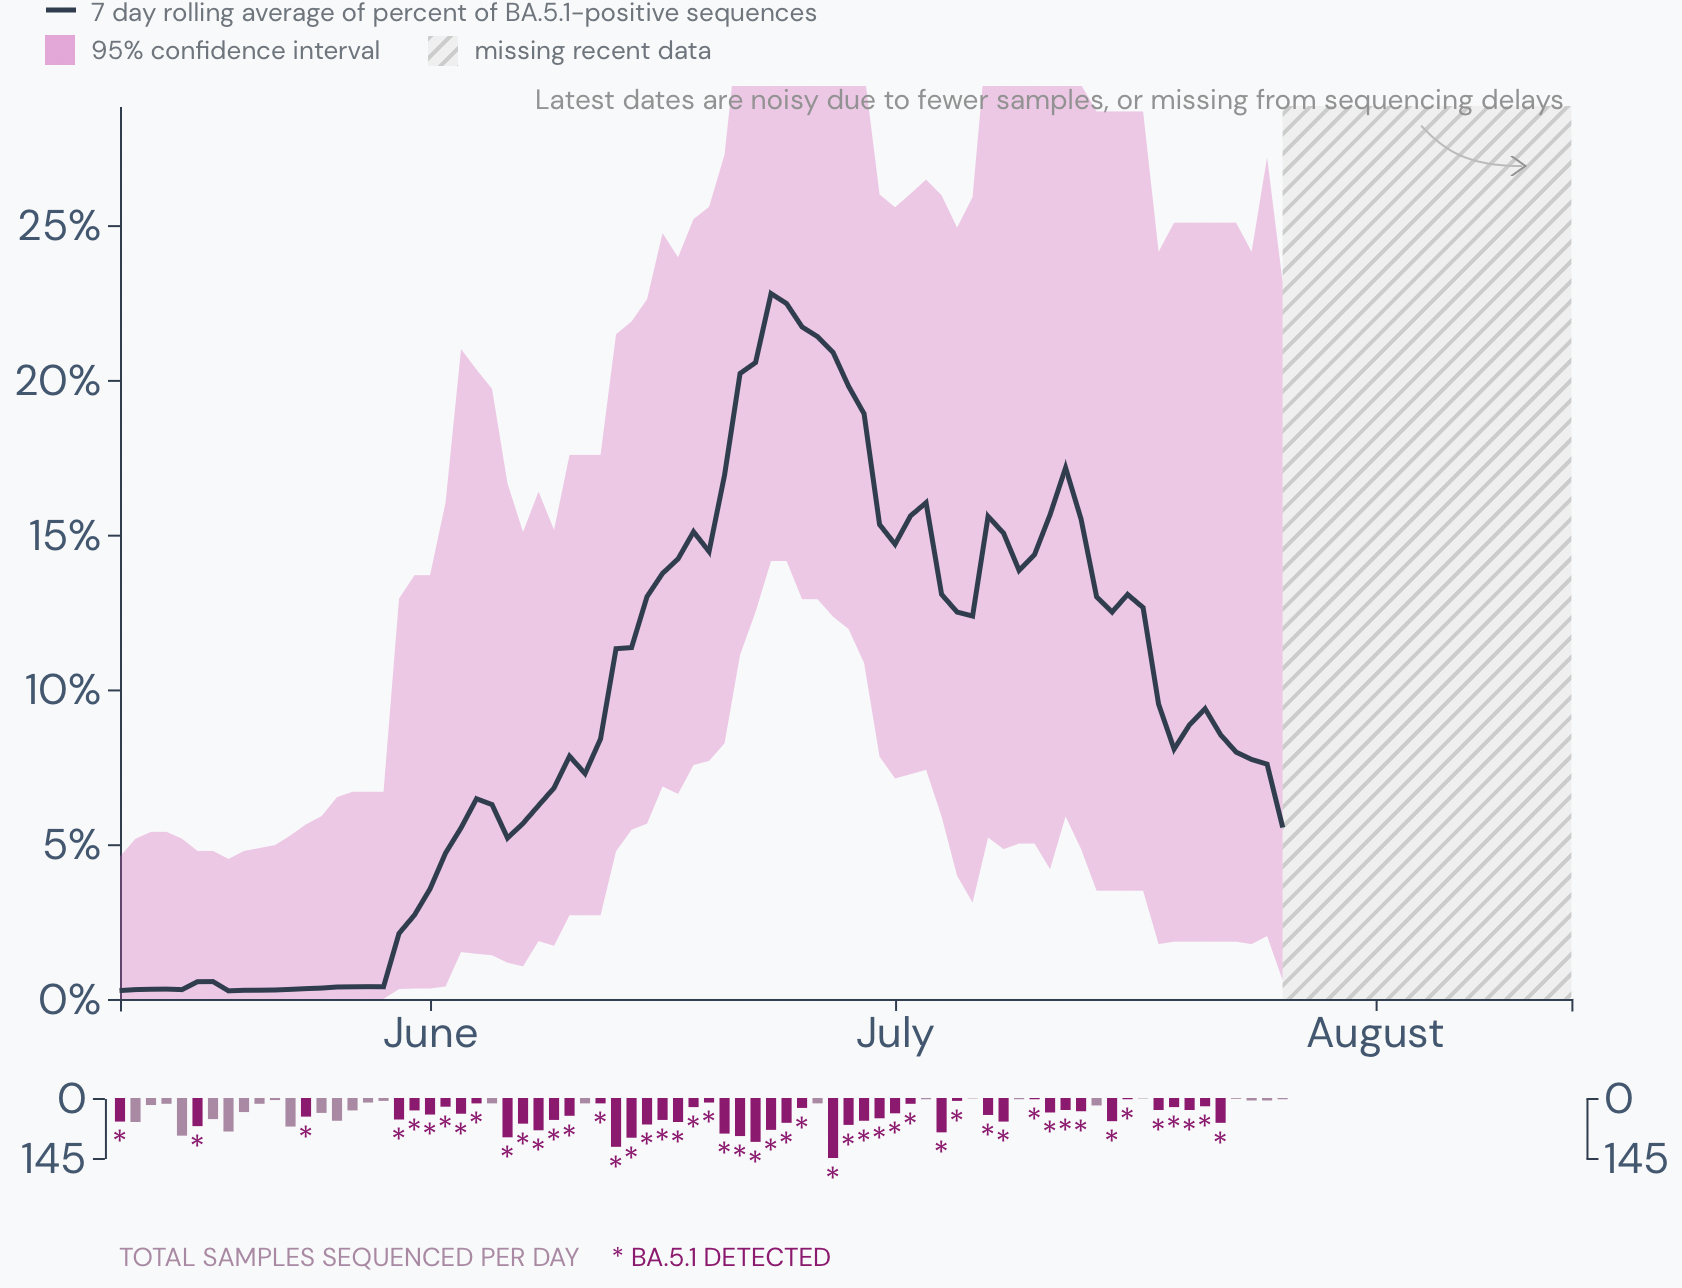 7 day rolling average of percent of BA.5.1-positive sequences
95% confidence interval missing recent data
Latest dates are noisy due to fewer samples, or missing from sequencing delays
25%
20%
15%
10%
5%
0%
June July August
0 0
145 145
TOTAL SAMPLES SEQUENCED PER DAY * BA.5.1 DETECTED